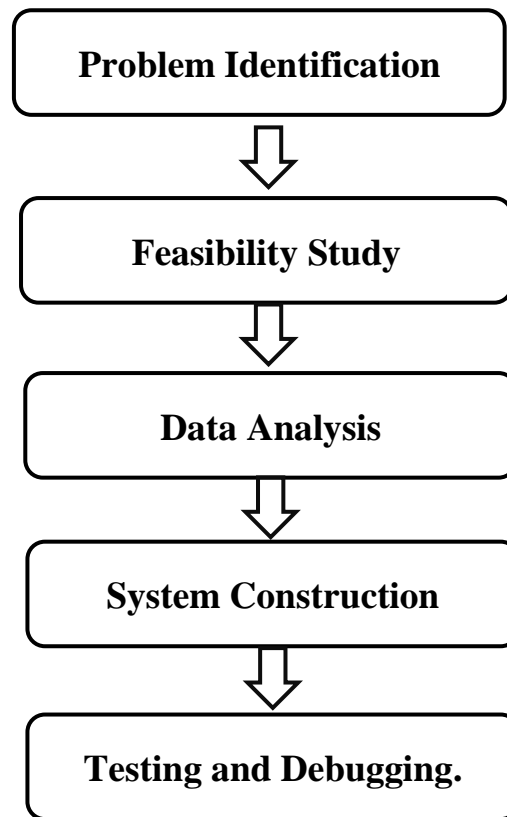 Problem Identification
Feasibility Study
Data Analysis
System Construction
Testing and Debugging.